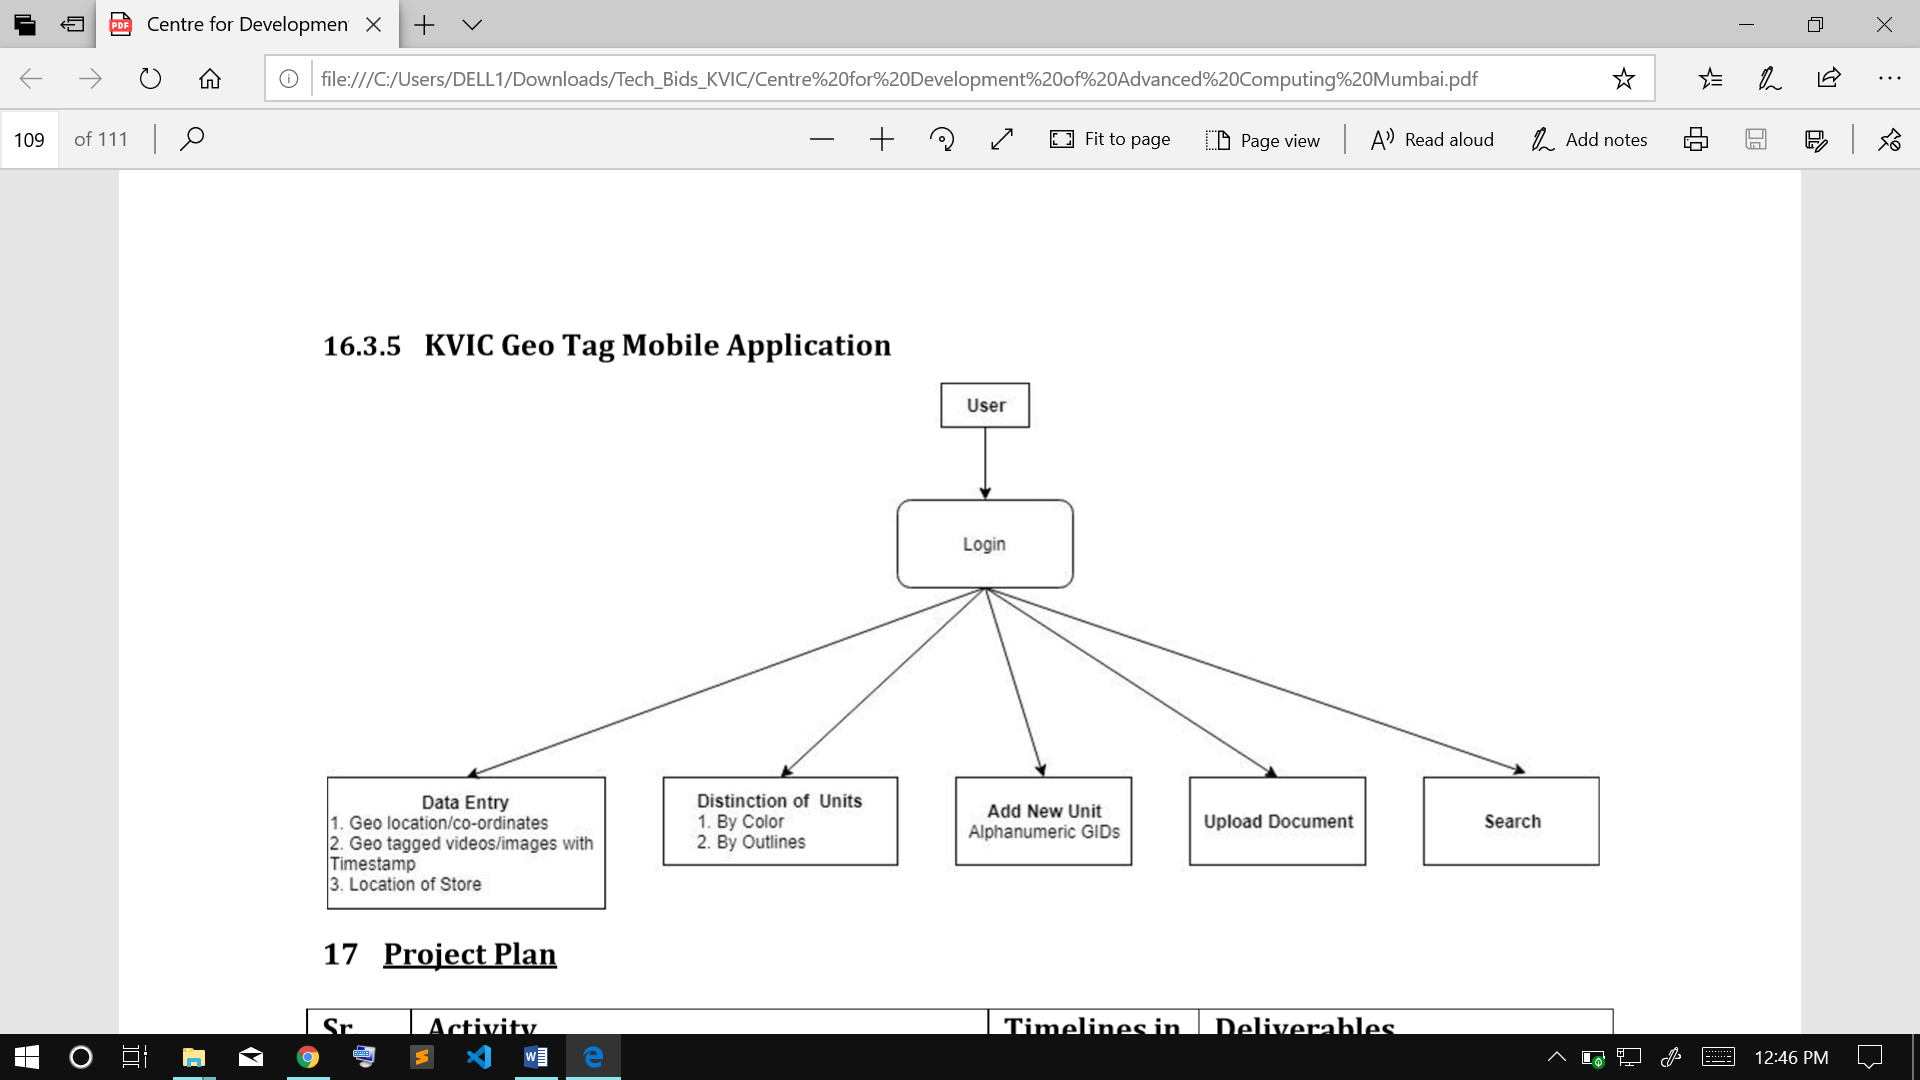 Centre for Developmen
file:///C:/Users/DELL1/Downloads/Tech_Bids_KVIC/Centre%20for%20Development%20of%20Advanced%20Computing%20Mumbai.pdf
109 of 111
Fit to page
Page view
Read aloud
Add notes
16.3.5 KVIC Geo Tag Mobile Application
User
Login
Data Entry
1. Geo location/co-ordinates
2. Geo tagged videos/images with
Timestamp
3. Location of Store
Distinction of Units
1. By Color
2. By Outlines
Add New Unit
Alphanumeric GIDs
Upload Document
Search
17 Project Plan
Sr. Activity Timelines in Deliverables
12:46 PM